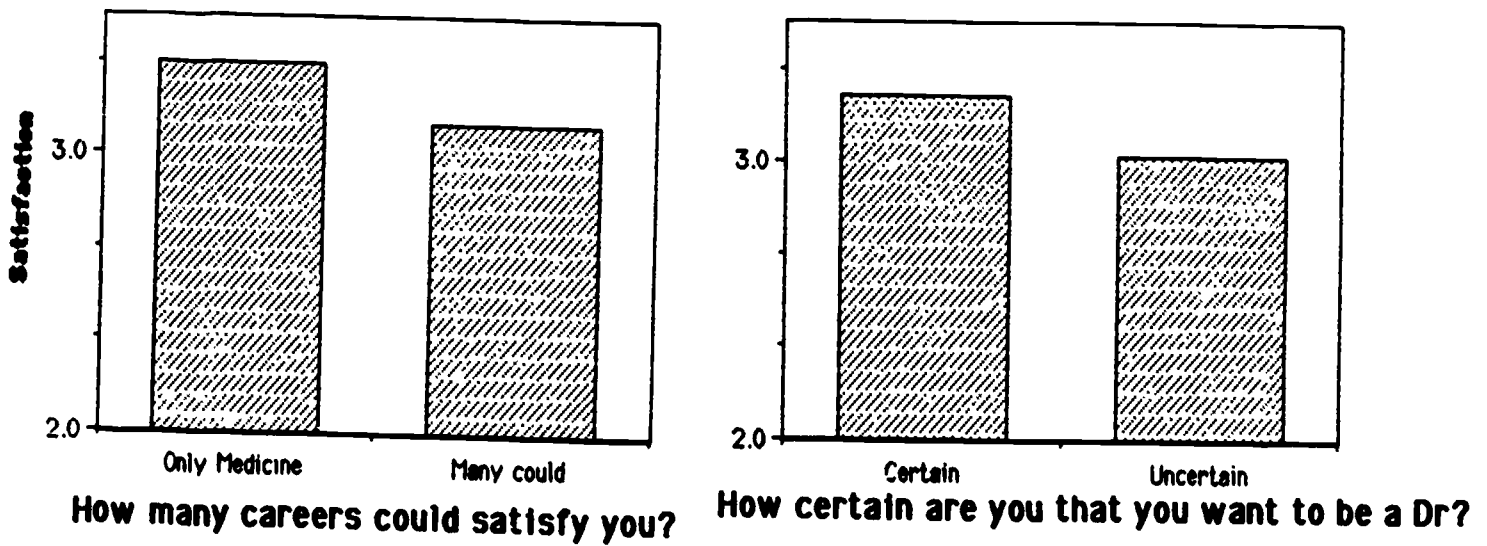 Satisfaction
3.0
2.0
Only Medicine
Many could
How many careers could satisfy you?
3.0
2.0
Certain
Uncertain
How certain are you that you want to be a Dr?